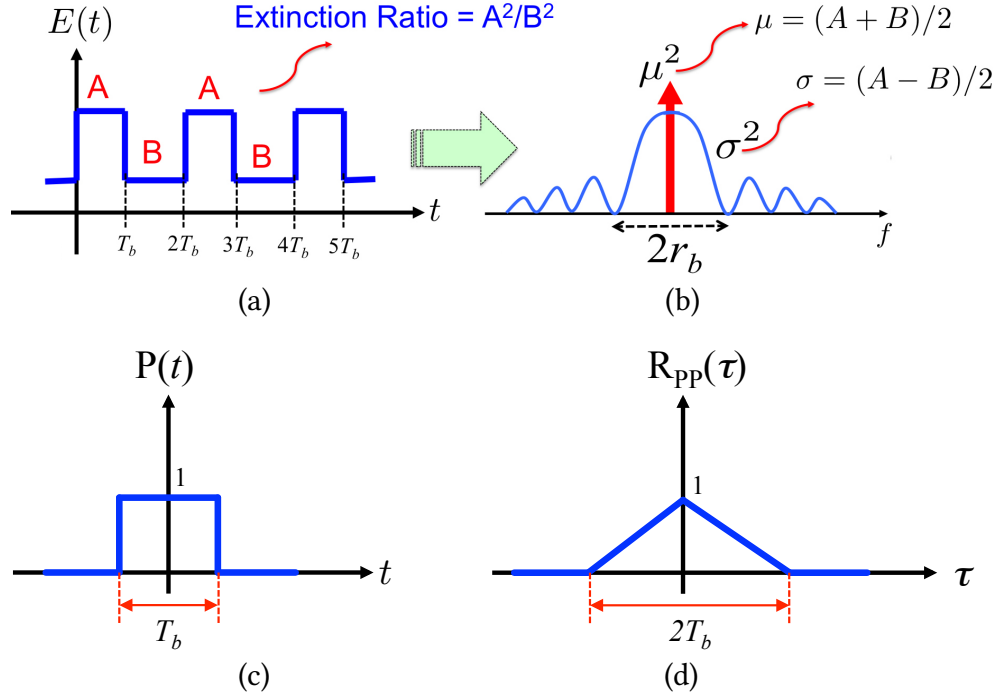 Extinction Ratio = A²/B²
E(t)
A
A
B
B
t
T_b
2T_b
3T_b
4T_b
5T_b
(a)
μ = (A + B)/2
μ²
σ = (A − B)/2
σ²
f
2r_b
(b)
P(t)
1
t
T_b
(c)
R_PP(τ)
1
τ
2T_b
(d)